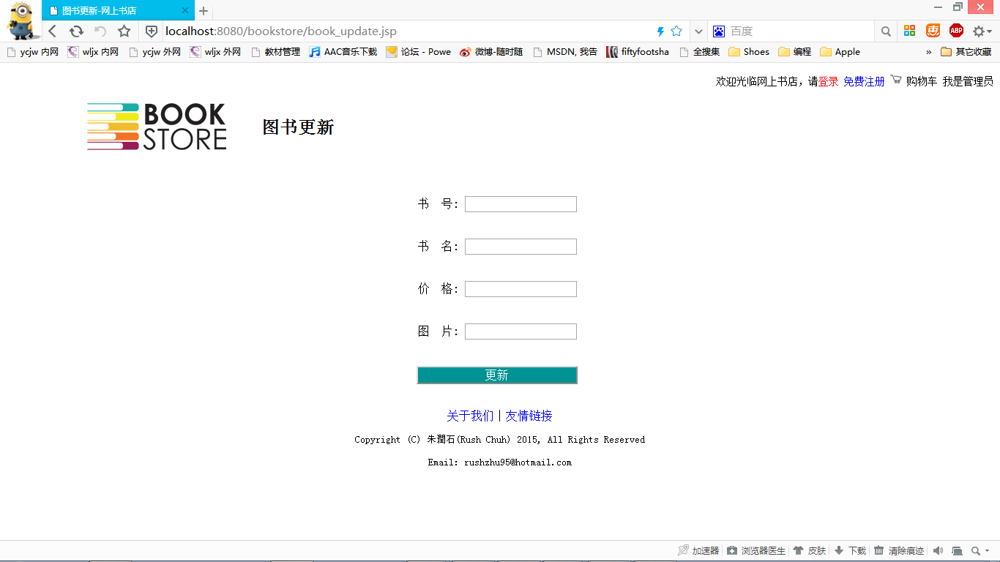 图书更新-网上书店
localhost:8080/bookstore/book_update.jsp
百度
ABP
ycjw 内网 wljx 内网 ycjw 外网 wljx 外网 教材管理 AAC音乐下载 论坛 - Powe 微博-随时随 MSDN, 我告 fiftyfootsha 全搜集 Shoes 编程 Apple » 其它收藏
欢迎光临网上书店，请登录 免费注册 购物车 我是管理员
BOOK
STORE
图书更新
书 号：
书 名：
价 格：
图 片：
更新
关于我们 | 友情链接
Copyright (C) 朱潤石(Rush Chuh) 2015, All Rights Reserved
Email: rushzhu95@hotmail.com
加速器 浏览器医生 皮肤 下载 清除痕迹